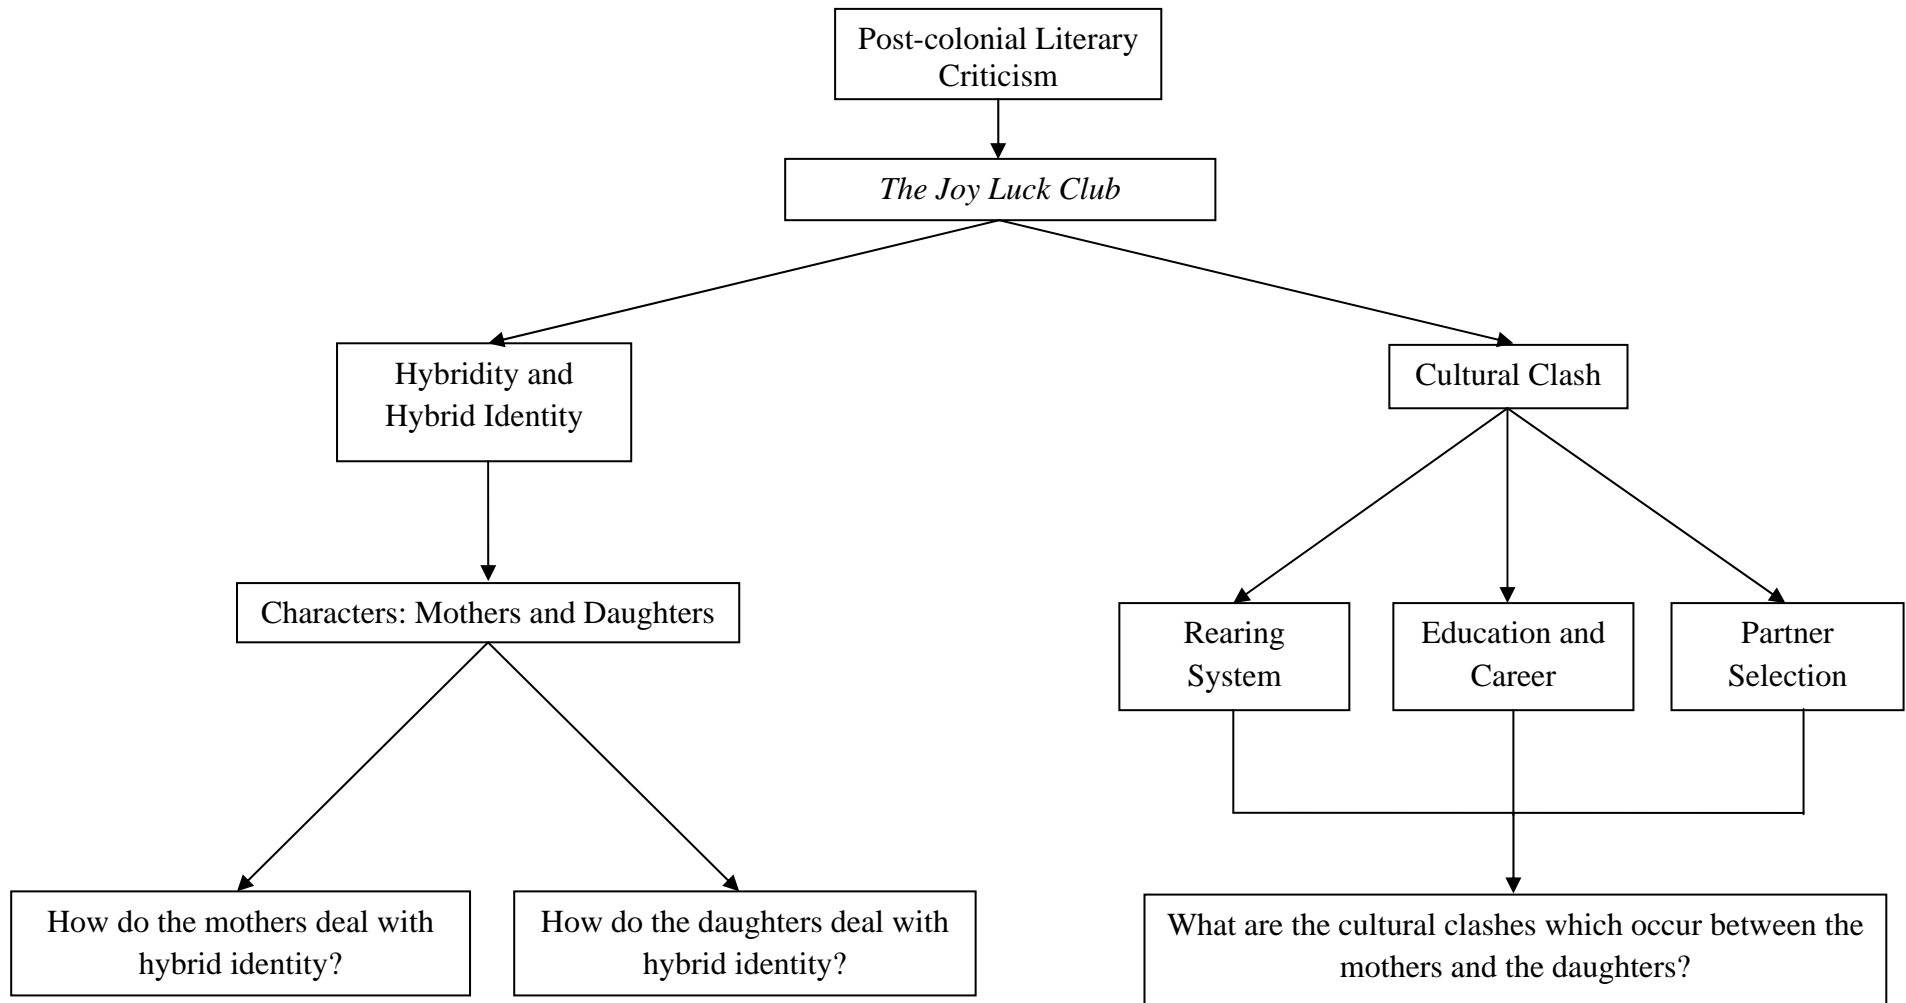 Post-colonial Literary
Criticism
The Joy Luck Club
Hybridity and
Hybrid Identity
Cultural Clash
Characters: Mothers and Daughters
Rearing
System
Education and
Career
Partner
Selection
How do the mothers deal with
hybrid identity?
How do the daughters deal with
hybrid identity?
What are the cultural clashes which occur between the
mothers and the daughters?